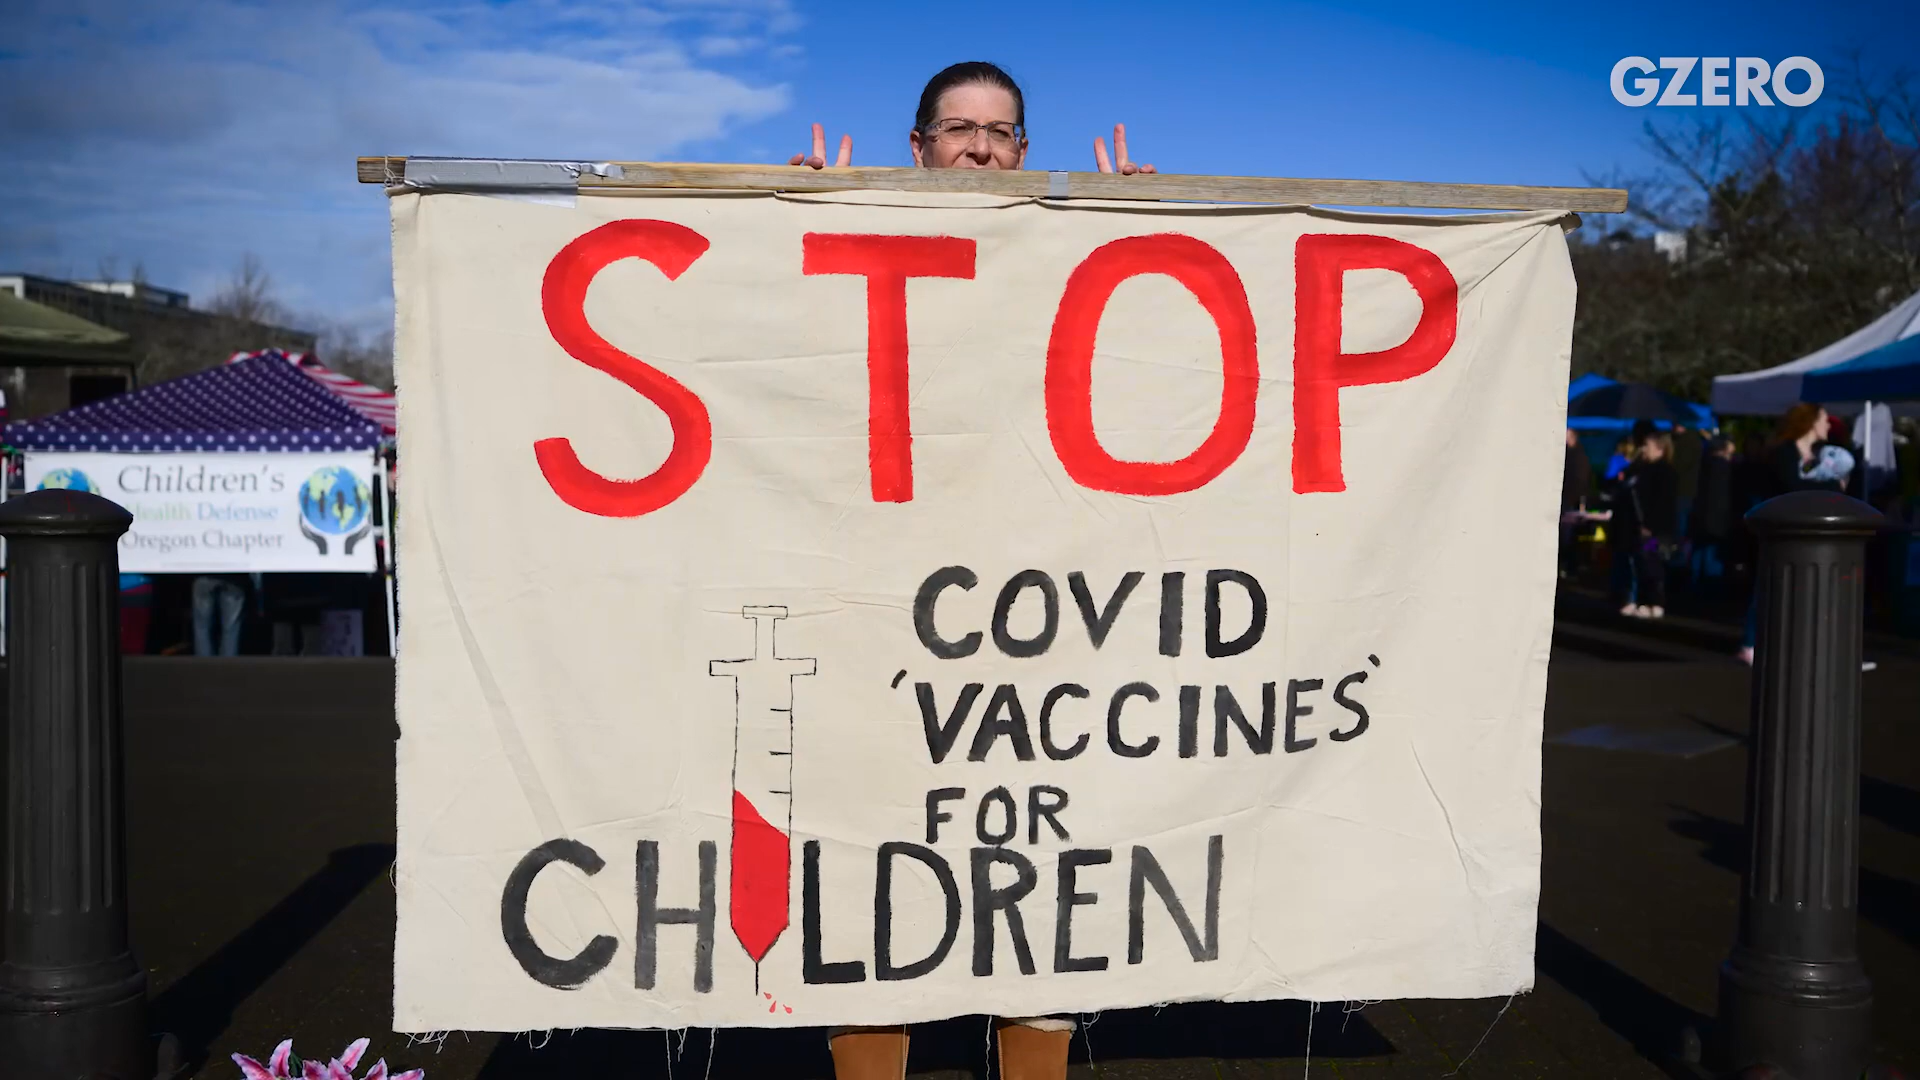 GZERO
STOP
COVID
'VACCINES'
FOR
CHILDREN
Children's
Health Defense
Oregon Chapter